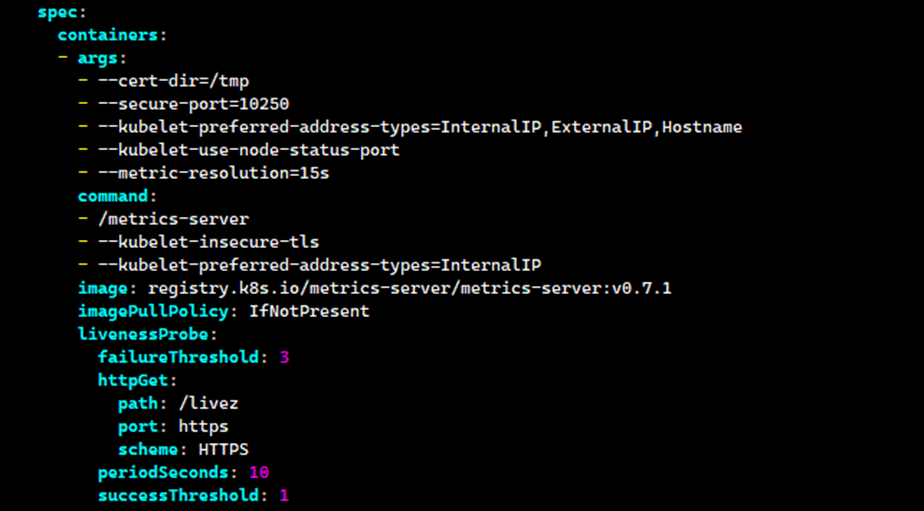 spec:
containers:
- args:
- --cert-dir=/tmp
- --secure-port=10250
- --kubelet-preferred-address-types=InternalIP,ExternalIP,Hostname
- --kubelet-use-node-status-port
- --metric-resolution=15s
command:
- /metrics-server
- --kubelet-insecure-tls
- --kubelet-preferred-address-types=InternalIP
image: registry.k8s.io/metrics-server/metrics-server:v0.7.1
imagePullPolicy: IfNotPresent
livenessProbe:
failureThreshold: 3
httpGet:
path: /livez
port: https
scheme: HTTPS
periodSeconds: 10
successThreshold: 1